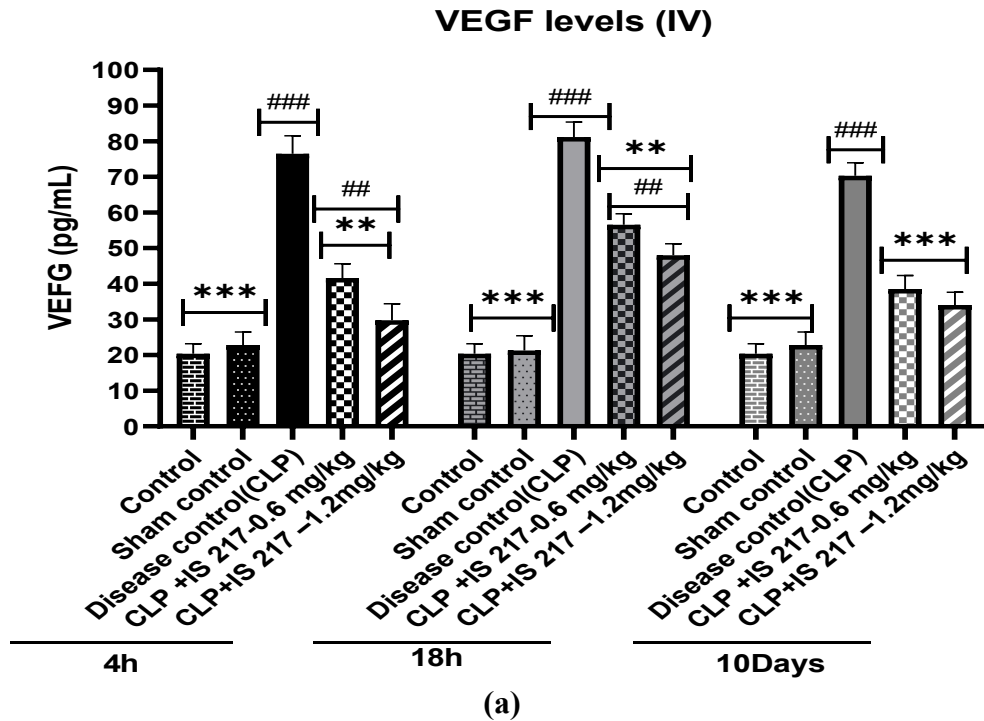 VEGF levels (IV)
VEFG (pg/mL)
100
90
80
70
60
50
40
30
20
10
0
***
###
##
**
***
###
**
##
***
###
***
Control
Sham control
Disease control(CLP)
CLP +IS 217-0.6 mg/kg
CLP+IS 217 –1.2mg/kg
Control
Sham control
Disease control(CLP)
CLP +IS 217-0.6 mg/kg
CLP+IS 217 –1.2mg/kg
Control
Sham control
Disease control(CLP)
CLP +IS 217-0.6 mg/kg
CLP+IS 217 –1.2mg/kg
4h
18h
10Days
(a)